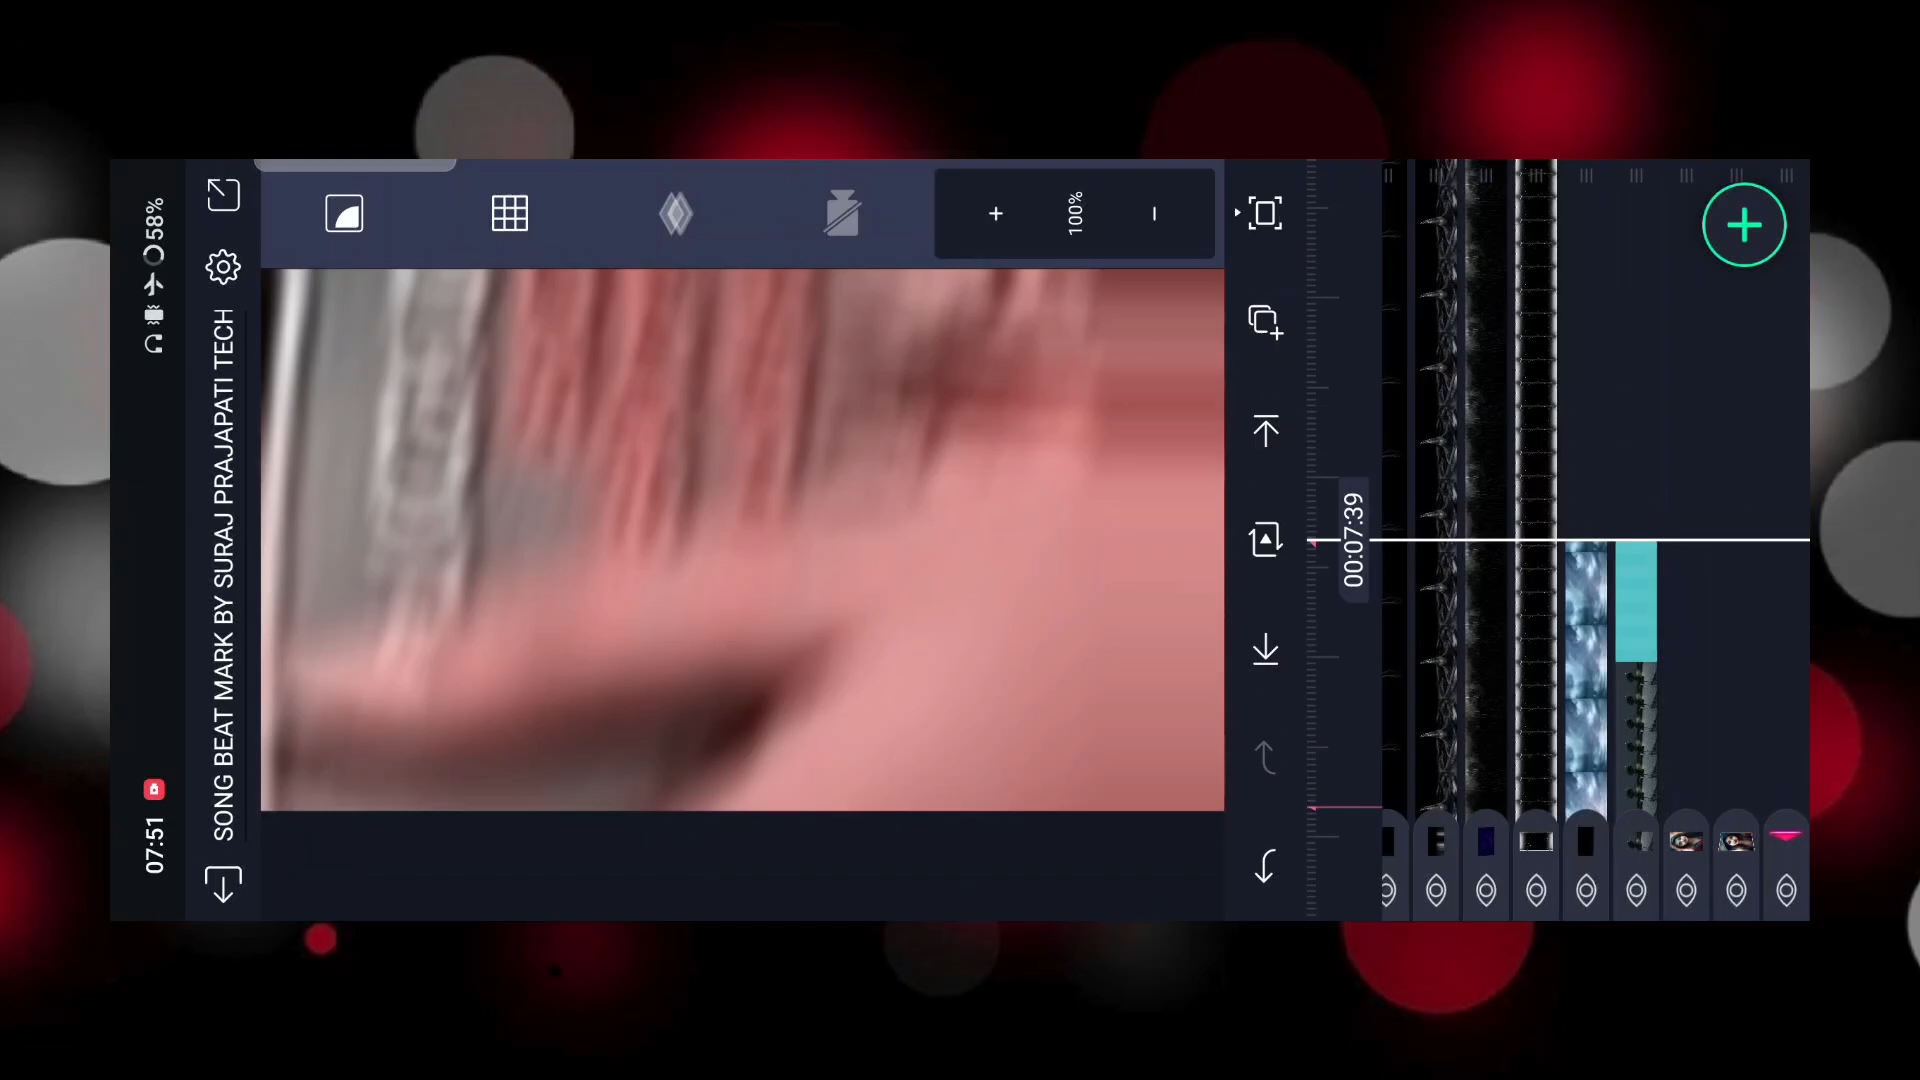 07:51
58%
SONG BEAT MARK BY SURAJ PRAJAPATI TECH
- 100% +
00:07:39